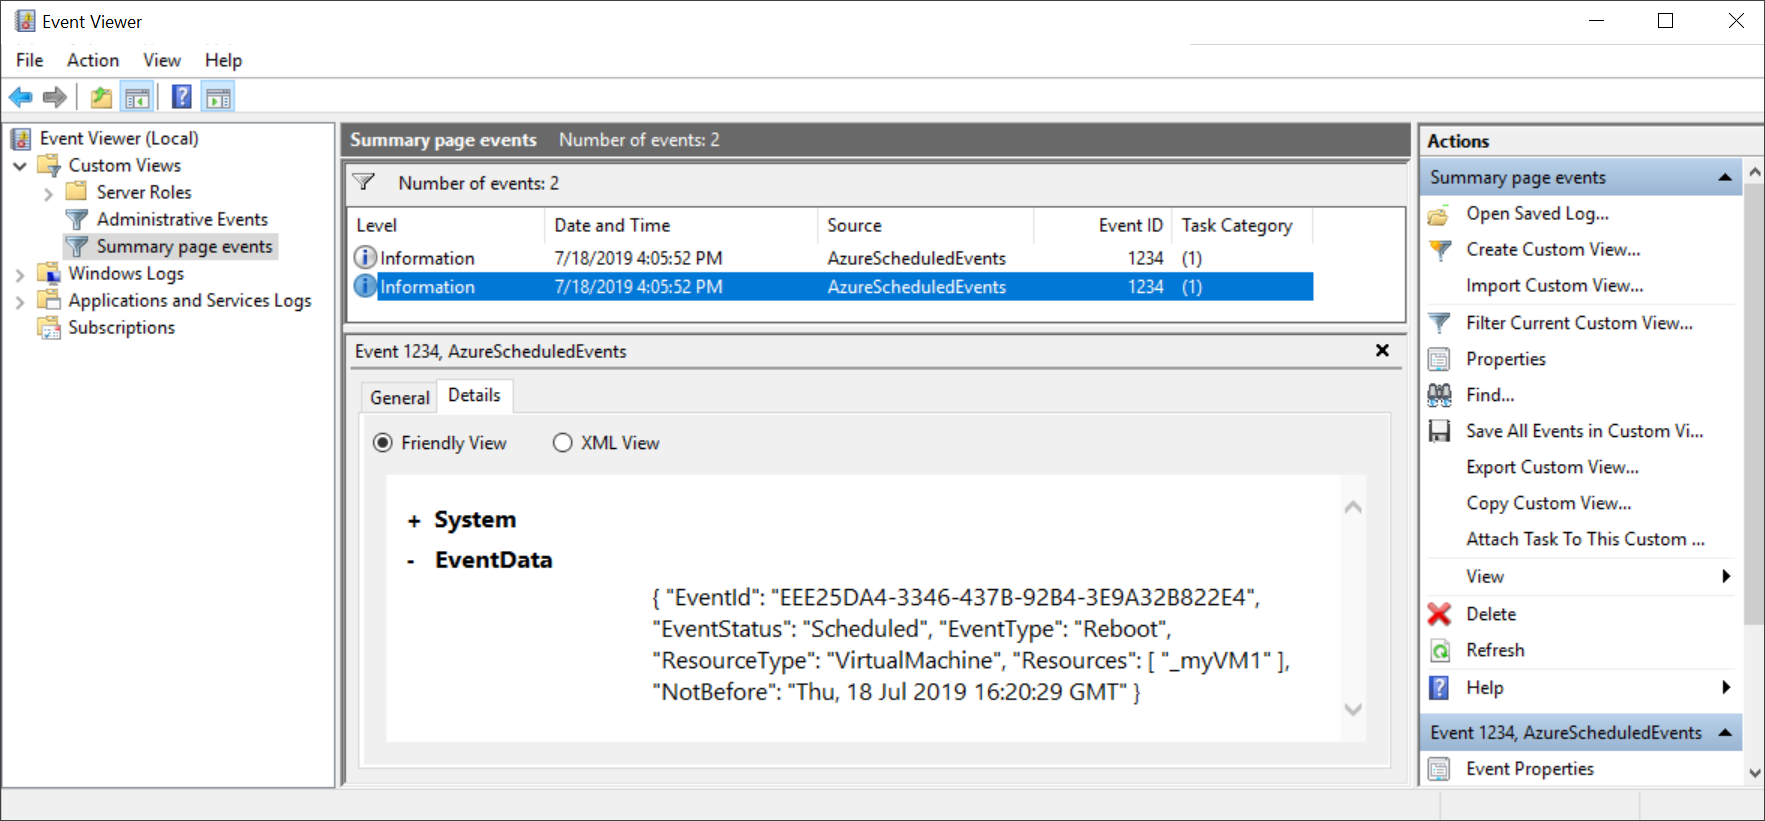 Event Viewer
File Action View Help
Event Viewer (Local)
Custom Views
Server Roles
Administrative Events
Summary page events
Windows Logs
Applications and Services Logs
Subscriptions
Summary page events Number of events: 2
Number of events: 2
Level Date and Time Source Event ID Task Category
Information 7/18/2019 4:05:52 PM AzureScheduledEvents 1234 (1)
Information 7/18/2019 4:05:52 PM AzureScheduledEvents 1234 (1)
Event 1234, AzureScheduledEvents
General Details
Friendly View XML View
+ System
- EventData
{ "EventId": "EEE25DA4-3346-437B-92B4-3E9A32B822E4",
"EventStatus": "Scheduled", "EventType": "Reboot",
"ResourceType": "VirtualMachine", "Resources": [ "_myVM1" ],
"NotBefore": "Thu, 18 Jul 2019 16:20:29 GMT" }
Actions
Summary page events
Open Saved Log...
Create Custom View...
Import Custom View...
Filter Current Custom View...
Properties
Find...
Save All Events in Custom Vi...
Export Custom View...
Copy Custom View...
Attach Task To This Custom ...
View
Delete
Refresh
Help
Event 1234, AzureScheduledEvents
Event Properties